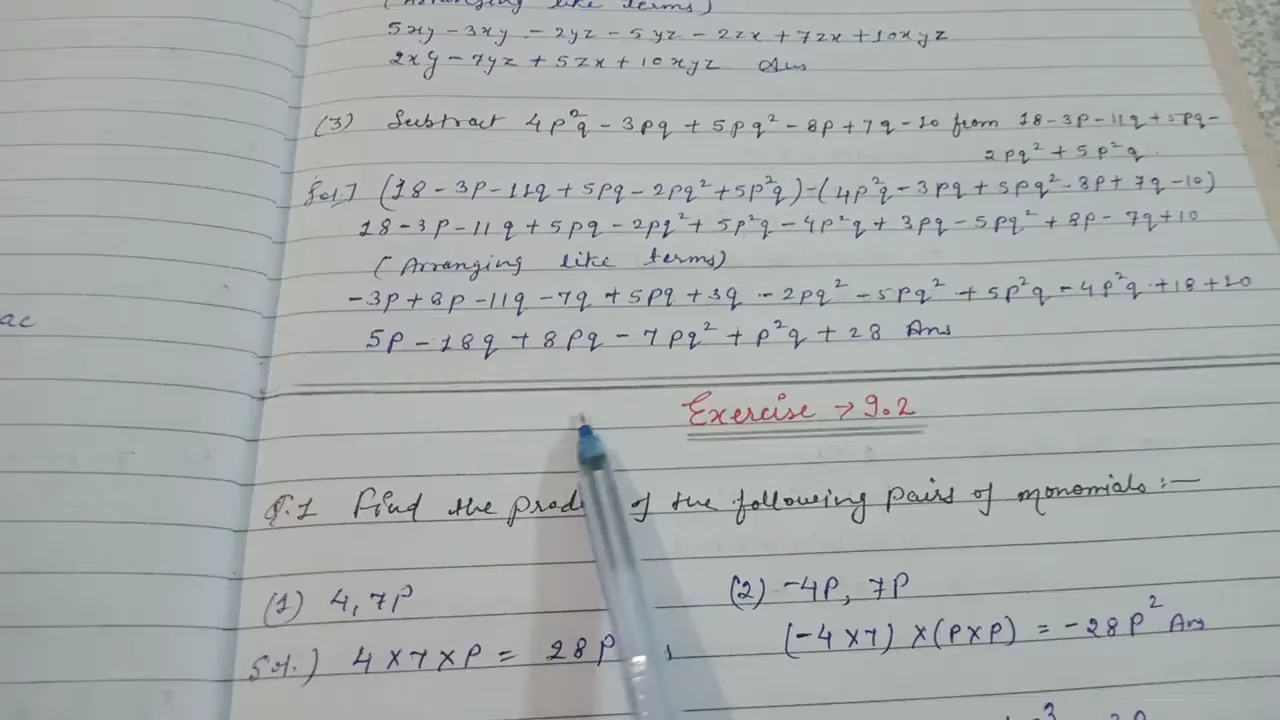 (Arranging like terms)
5xy - 3xy - 2yz - 5yz - 2zx + 7zx + 10xyz
2xy - 7yz + 5zx + 10xyz Ans
(3) Subtract 4p²q - 3pq + 5pq² - 8p + 7q - 10 from 18 - 3p - 11q + 5pq -
2pq² + 5p²q
Sol.] (18 - 3p - 11q + 5pq - 2pq² + 5p²q) - (4p²q - 3pq + 5pq² - 8p + 7q - 10)
18 - 3p - 11q + 5pq - 2pq² + 5p²q - 4p²q + 3pq - 5pq² + 8p - 7q + 10
(Arranging like terms)
-3p + 8p - 11q - 7q + 5pq + 3q - 2pq² - 5pq² + 5p²q - 4p²q + 18 + 10
ac
5p - 18q + 8pq - 7pq² + p²q + 28 Ans
Exercise → 9.2
Q.1 Find the prod of the following pairs of monomials :-
(1) 4, 7p (2) -4p, 7p
Sol.) 4 × 7 × p = 28p , (-4 × 7) × (p × p) = -28p² Ans